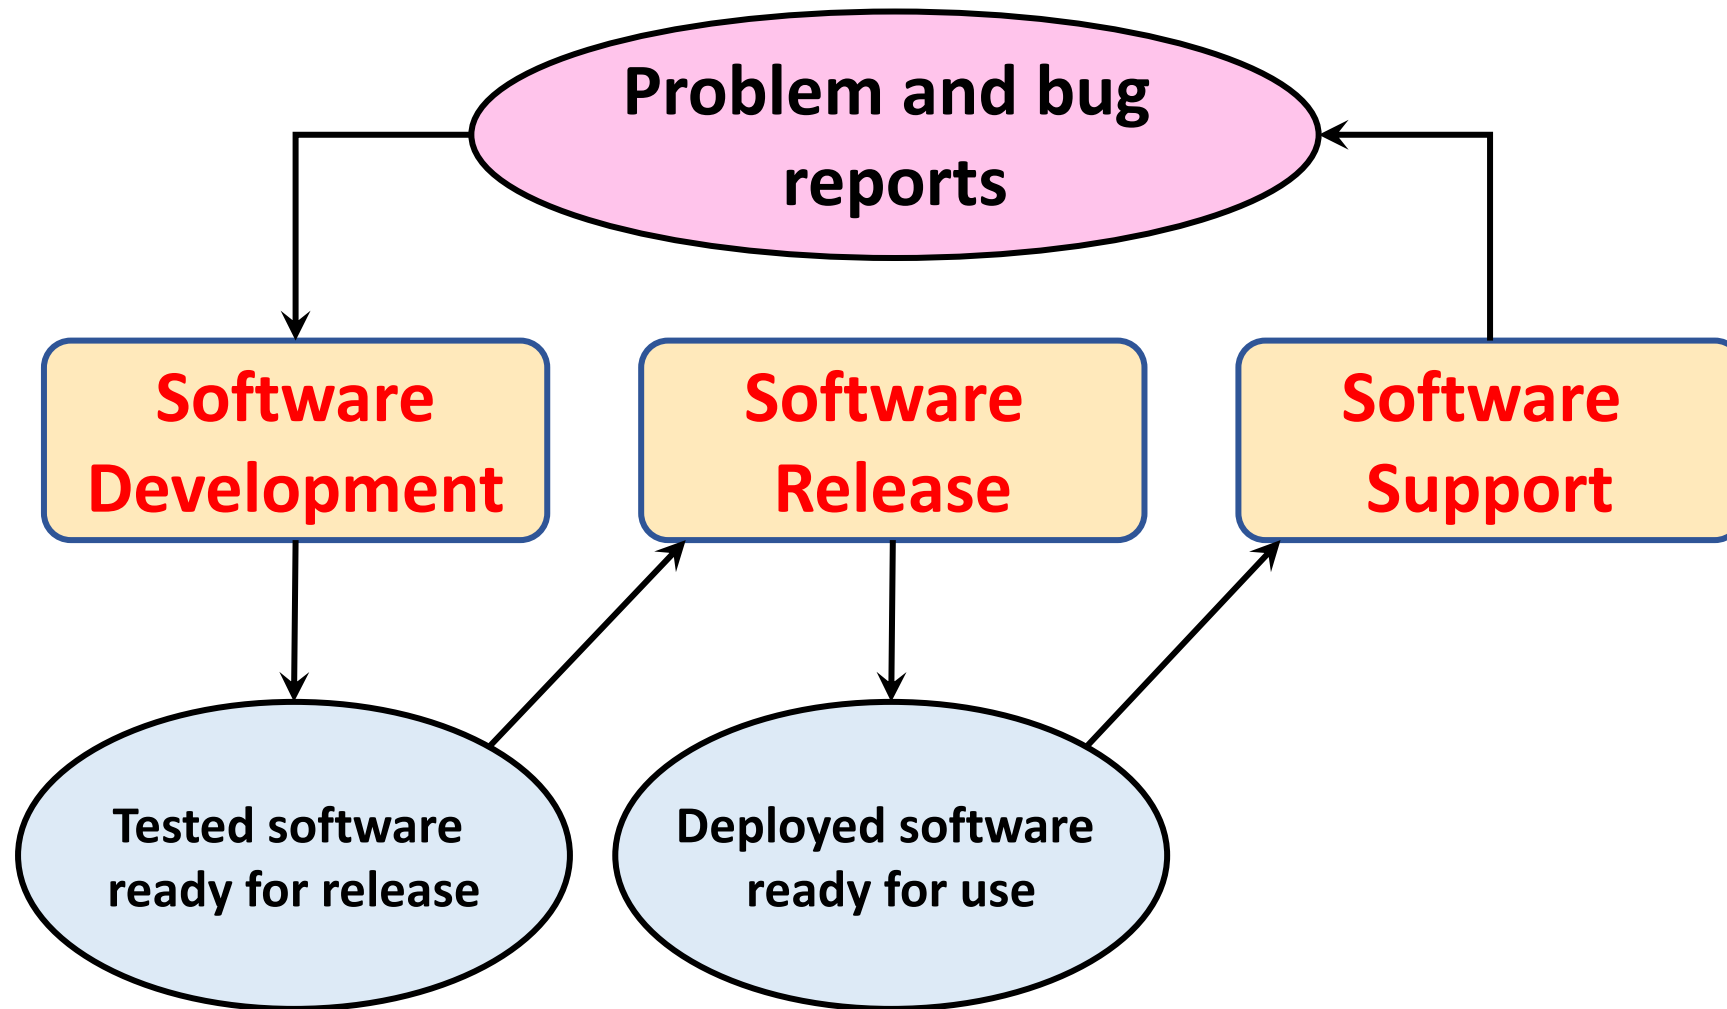 Problem and bug
reports
Software
Development
Software
Release
Software
Support
Tested software
ready for release
Deployed software
ready for use